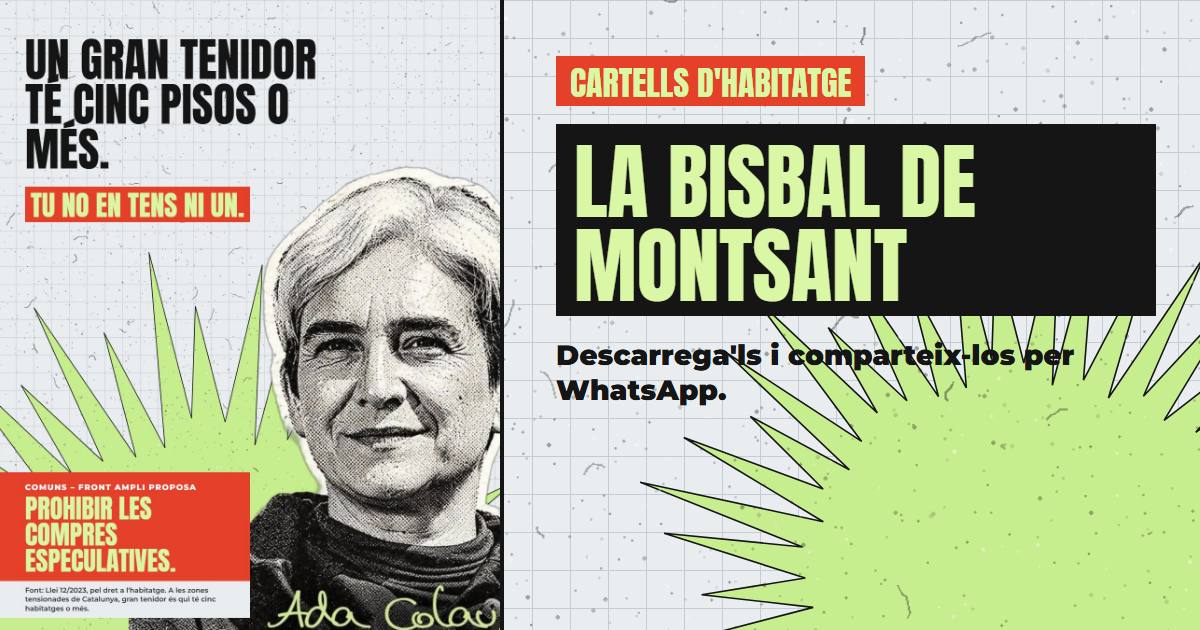 UN GRAN TENIDOR
TÉ CINC PISOS O
MÉS.
TU NO EN TENS NI UN.
COMUNS – FRONT AMPLI PROPOSA
PROHIBIR LES
COMPRES
ESPECULATIVES.
Font: Llei 12/2023, pel dret a l'habitatge. A les zones
tensionades de Catalunya, gran tenidor és qui té cinc
habitatges o més.
Ada Colau
CARTELLS D'HABITATGE
LA BISBAL DE
MONTSANT
Descarrega'ls i comparteix-los per
WhatsApp.